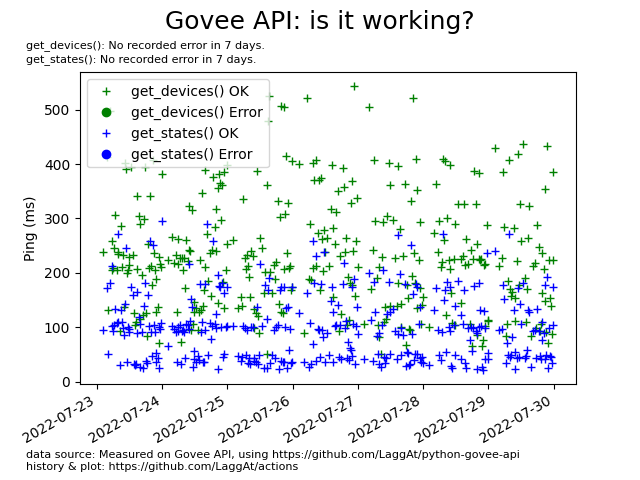 Govee API: is it working?
get_devices(): No recorded error in 7 days.
get_states(): No recorded error in 7 days.
get_devices() OK
get_devices() Error
get_states() OK
get_states() Error
Ping (ms)
500
400
300
200
100
0
2022-07-23
2022-07-24
2022-07-25
2022-07-26
2022-07-27
2022-07-28
2022-07-29
2022-07-30
data source: Measured on Govee API, using https://github.com/LaggAt/python-govee-api
history & plot: https://github.com/LaggAt/actions